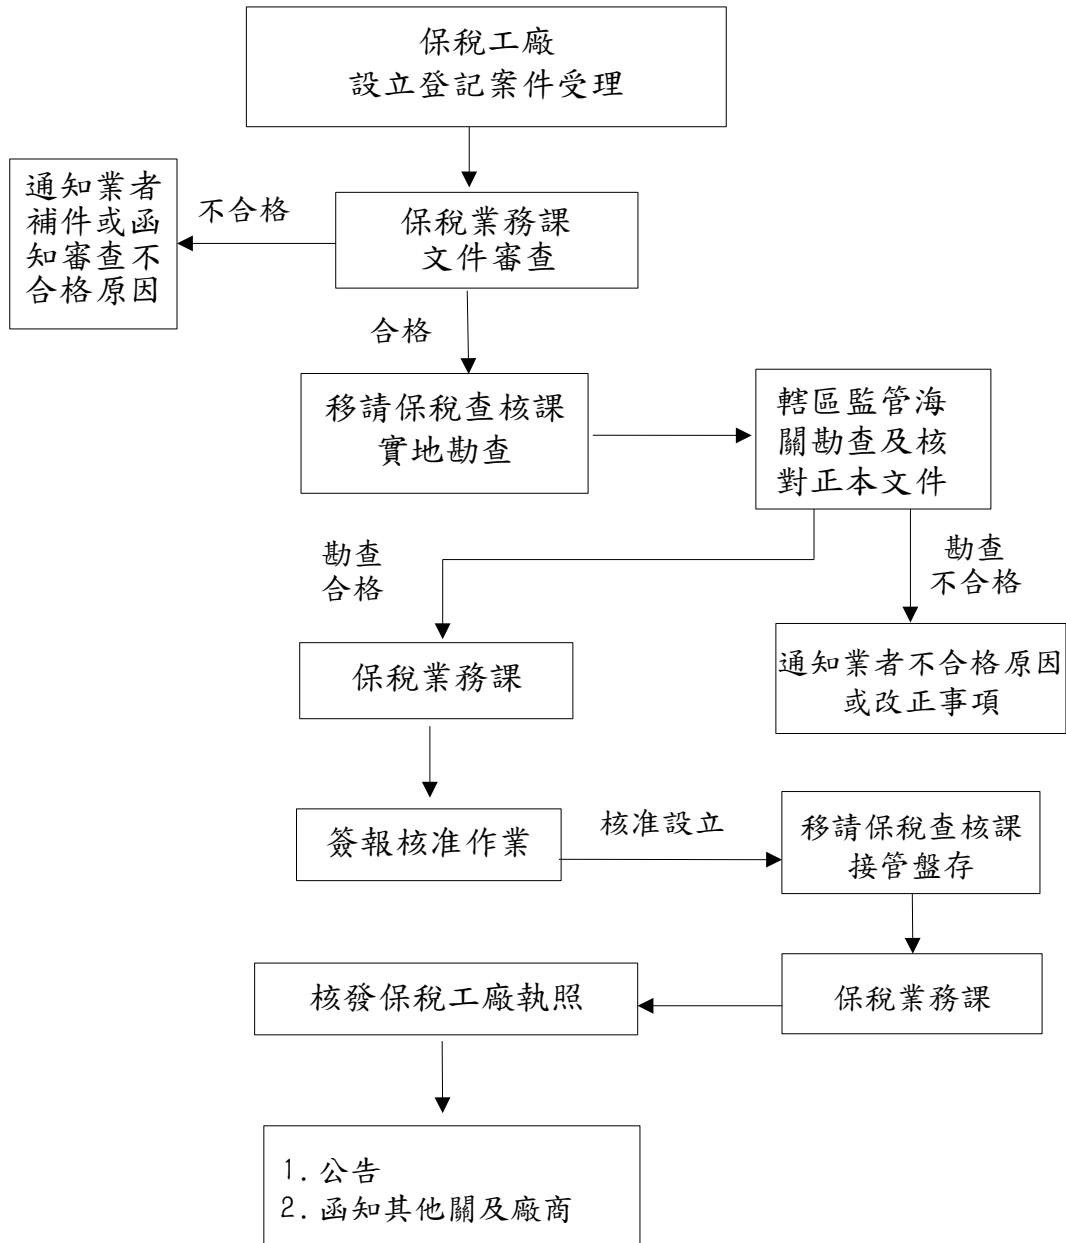 保稅工廠
設立登記案件受理
通知業者
補件或函
知審查不
合格原因
不合格
保稅業務課
文件審查
合格
移請保稅查核課
實地勘查
轄區監管海
關勘查及核
對正本文件
勘查
合格
勘查
不合格
保稅業務課
通知業者不合格原因
或改正事項
簽報核准作業
核准設立
移請保稅查核課
接管盤存
核發保稅工廠執照
保稅業務課
1. 公告
2. 函知其他關及廠商